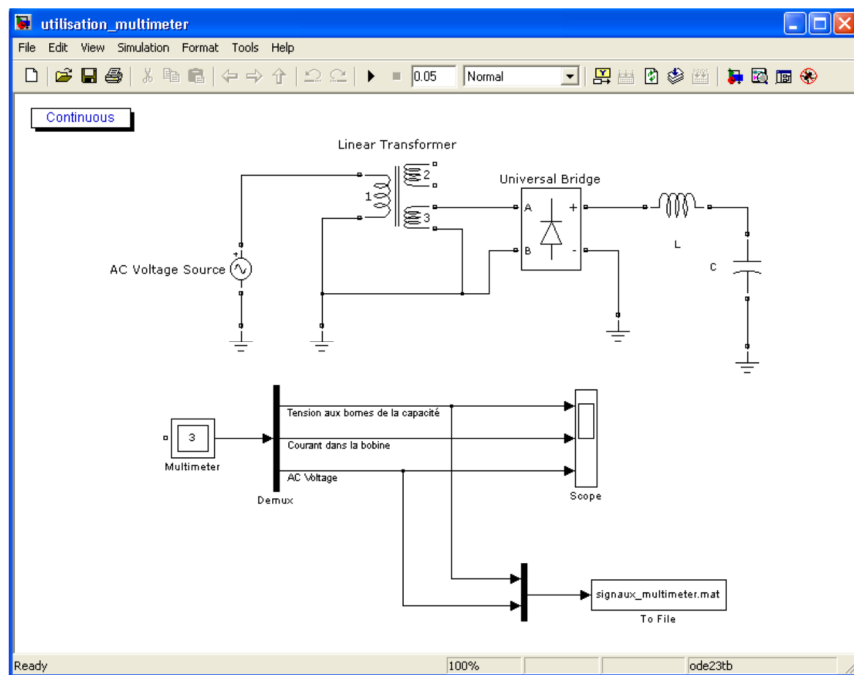 utilisation_multimeter
File Edit View Simulation Format Tools Help
0.05 Normal
Continuous
Linear Transformer
1
2
3
Universal Bridge
A +
B -
L
C
AC Voltage Source
+
Tension aux bornes de la capacité
3
Courant dans la bobine
Multimeter
AC Voltage
Demux
Scope
signaux_multimeter.mat
To File
Ready 100% ode23tb